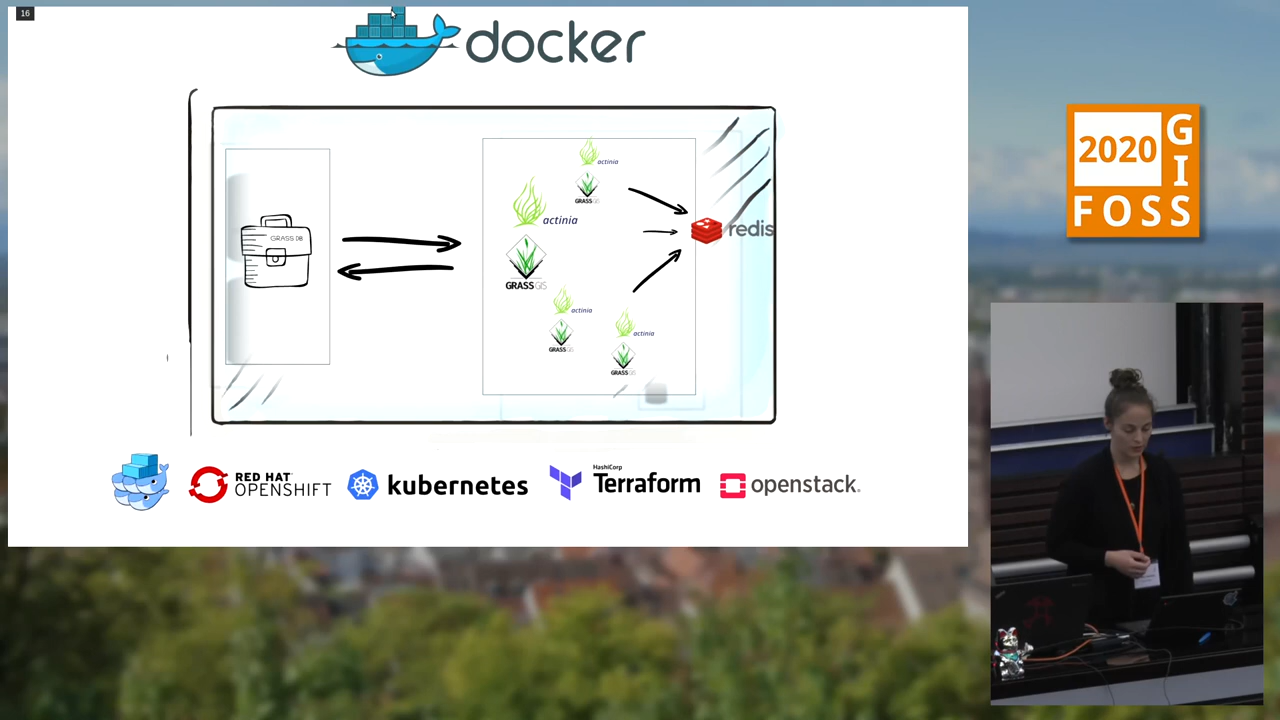 16
docker
actinia
GRASS GIS
GRASS DB
actinia
GRASS GIS
redis
actinia
GRASS GIS
actinia
GRASS GIS
RED HAT
OPENSHIFT
kubernetes
HashiCorp
Terraform
openstack.
2020
G
I
FOSS